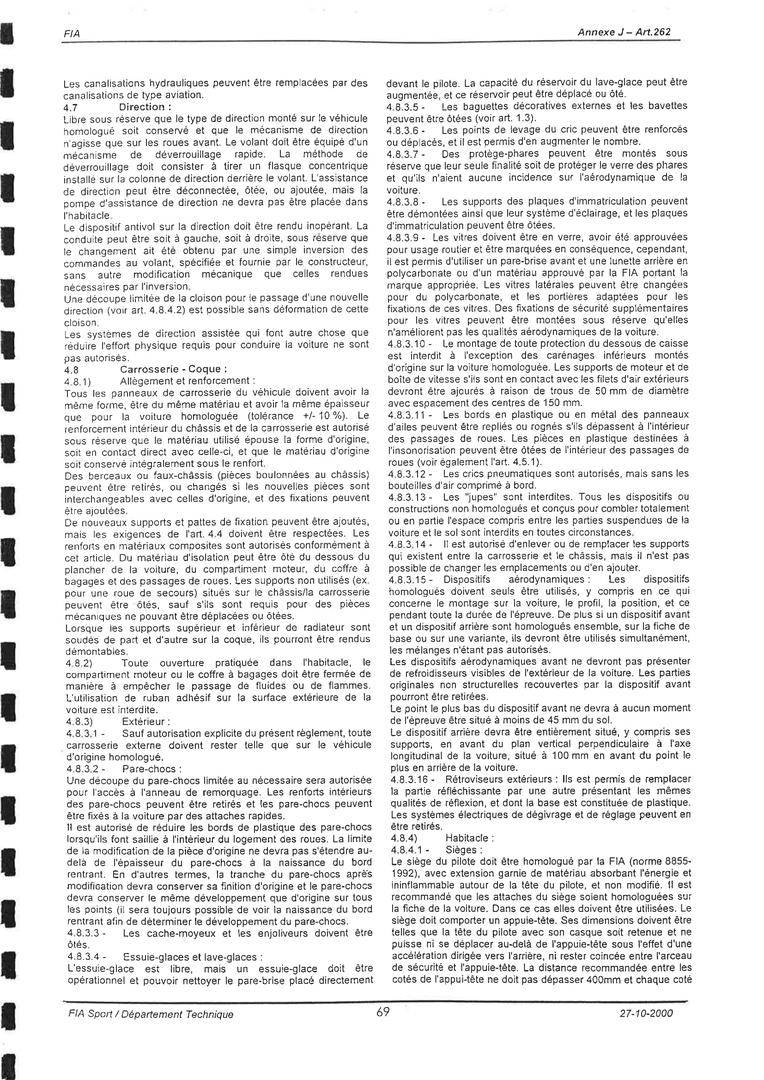 FIA
Annexe J – Art.262
Les canalisations hydrauliques peuvent être remplacées par des
canalisations de type aviation.
4.7 Direction :
Libre sous réserve que le type de direction monté sur le véhicule
homologué soit conservé et que le mécanisme de direction
n'agisse que sur les roues avant. Le volant doit être équipé d'un
mécanisme de déverrouillage rapide. La méthode de
déverrouillage doit consister à tirer un flasque concentrique
installé sur la colonne de direction derrière le volant. L'assistance
de direction peut être déconnectée, ôtée, ou ajoutée, mais la
pompe d'assistance de direction ne devra pas être placée dans
l'habitacle.
Le dispositif antivol sur la direction doit être rendu inopérant. La
conduite peut être soit à gauche, soit à droite, sous réserve que
le changement ait été obtenu par une simple inversion des
commandes au volant, spécifiée et fournie par le constructeur,
sans autre modification mécanique que celles rendues
nécessaires par l'inversion.
Une découpe limitée de la cloison pour le passage d'une nouvelle
direction (voir art. 4.8.4.2) est possible sans déformation de cette
cloison.
Les systèmes de direction assistée qui font autre chose que
réduire l'effort physique requis pour conduire la voiture ne sont
pas autorisés.
4.8 Carrosserie - Coque :
4.8.1) Allègement et renforcement :
Tous les panneaux de carrosserie du véhicule doivent avoir la
même forme, être du même matériau et avoir la même épaisseur
que pour la voiture homologuée (tolérance +/- 10 %). Le
renforcement intérieur du châssis et de la carrosserie est autorisé
sous réserve que le matériau utilisé épouse la forme d'origine,
soit en contact direct avec celle-ci, et que le matériau d'origine
soit conservé intégralement sous le renfort.
Des berceaux ou faux-châssis (pièces boulonnées au châssis)
peuvent être retirés, ou changés si les nouvelles pièces sont
interchangeables avec celles d'origine, et des fixations peuvent
être ajoutées.
De nouveaux supports et pattes de fixation peuvent être ajoutés,
mais les exigences de l'art. 4.4 doivent être respectées. Les
renforts en matériaux composites sont autorisés conformément à
cet article. Du matériau d'isolation peut être ôté du dessous du
plancher de la voiture, du compartiment moteur, du coffre à
bagages et des passages de roues. Les supports non utilisés (ex.
pour une roue de secours) situés sur le châssis/la carrosserie
peuvent être ôtés, sauf s'ils sont requis pour des pièces
mécaniques ne pouvant être déplacées ou ôtées.
Lorsque les supports supérieur et inférieur de radiateur sont
soudés de part et d'autre sur la coque, ils pourront être rendus
démontables.
4.8.2) Toute ouverture pratiquée dans l'habitacle, le
compartiment moteur ou le coffre à bagages doit être fermée de
manière à empêcher le passage de fluides ou de flammes.
L'utilisation de ruban adhésif sur la surface extérieure de la
voiture est interdite.
4.8.3) Extérieur :
4.8.3.1 - Sauf autorisation explicite du présent règlement, toute
carrosserie externe doivent rester telle que sur le véhicule
d'origine homologué.
4.8.3.2 - Pare-chocs :
Une découpe du pare-chocs limitée au nécessaire sera autorisée
pour l'accès à l'anneau de remorquage. Les renforts intérieurs
des pare-chocs peuvent être retirés et les pare-chocs peuvent
être fixés à la voiture par des attaches rapides.
Il est autorisé de réduire les bords de plastique des pare-chocs
lorsqu'ils font saillie à l'intérieur du logement des roues. La limite
de la modification de la pièce d'origine ne devra pas s'étendre au-
delà de l'épaisseur du pare-chocs à la naissance du bord
rentrant. En d'autres termes, la tranche du pare-chocs après
modification devra conserver sa finition d'origine et le pare-chocs
devra conserver le même développement que d'origine sur tous
les points (il sera toujours possible de voir la naissance du bord
rentrant afin de déterminer le développement du pare-chocs.
4.8.3.3 - Les cache-moyeux et les enjoliveurs doivent être
ôtés.
4.8.3.4 - Essuie-glaces et lave-glaces :
L'essuie-glace est libre, mais un essuie-glace doit être
opérationnel et pouvoir nettoyer le pare-brise placé directement
devant le pilote. La capacité du réservoir du lave-glace peut être
augmentée, et ce réservoir peut être déplacé ou ôté.
4.8.3.5 - Les baguettes décoratives externes et les bavettes
peuvent être ôtées (voir art. 1.3).
4.8.3.6 - Les points de levage du cric peuvent être renforcés
ou déplacés, et il est permis d'en augmenter le nombre.
4.8.3.7 - Des protège-phares peuvent être montés sous
réserve que leur seule finalité soit de protéger le verre des phares
et qu'ils n'aient aucune incidence sur l'aérodynamique de la
voiture.
4.8.3.8 - Les supports des plaques d'immatriculation peuvent
être démontées ainsi que leur système d'éclairage, et les plaques
d'immatriculation peuvent être ôtées.
4.8.3.9 - Les vitres doivent être en verre, avoir été approuvées
pour usage routier et être marquées en conséquence, cependant,
il est permis d'utiliser un pare-brise avant et une lunette arrière en
polycarbonate ou d'un matériau approuvé par la FIA portant la
marque appropriée. Les vitres latérales peuvent être changées
pour du polycarbonate, et les portières adaptées pour les
fixations de ces vitres. Des fixations de sécurité supplémentaires
pour les vitres peuvent être montées sous réserve qu'elles
n'améliorent pas les qualités aérodynamiques de la voiture.
4.8.3.10 - Le montage de toute protection du dessous de caisse
est interdit à l'exception des carénages inférieurs montés
d'origine sur la voiture homologuée. Les supports de moteur et de
boîte de vitesse s'ils sont en contact avec les filets d'air extérieurs
devront être ajourés à raison de trous de 50 mm de diamètre
avec espacement des centres de 150 mm.
4.8.3.11 - Les bords en plastique ou en métal des panneaux
d'ailes peuvent être repliés ou rognés s'ils dépassent à l'intérieur
des passages de roues. Les pièces en plastique destinées à
l'insonorisation peuvent être ôtées de l'intérieur des passages de
roues (voir également l'art. 4.5.1).
4.8.3.12 - Les crics pneumatiques sont autorisés, mais sans les
bouteilles d'air comprimé à bord.
4.8.3.13 - Les "jupes" sont interdites. Tous les dispositifs ou
constructions non homologués et conçus pour combler totalement
ou en partie l'espace compris entre les parties suspendues de la
voiture et le sol sont interdits en toutes circonstances.
4.8.3.14 - Il est autorisé d'enlever ou de remplacer les supports
qui existent entre la carrosserie et le châssis, mais il n'est pas
possible de changer les emplacements ou d'en ajouter.
4.8.3.15 - Dispositifs aérodynamiques : Les dispositifs
homologués doivent seuls être utilisés, y compris en ce qui
concerne le montage sur la voiture, le profil, la position, et ce
pendant toute la durée de l'épreuve. De plus si un dispositif avant
et un dispositif arrière sont homologués ensemble, sur la fiche de
base ou sur une variante, ils devront être utilisés simultanément,
les mélanges n'étant pas autorisés.
Les dispositifs aérodynamiques avant ne devront pas présenter
de refroidisseurs visibles de l'extérieur de la voiture. Les parties
originales non structurelles recouvertes par la dispositif avant
pourront être retirées.
Le point le plus bas du dispositif avant ne devra à aucun moment
de l'épreuve être situé à moins de 45 mm du sol.
Le dispositif arrière devra être entièrement situé, y compris ses
supports, en avant du plan vertical perpendiculaire à l'axe
longitudinal de la voiture, situé à 100 mm en avant du point le
plus en arrière de la voiture.
4.8.3.16 - Rétroviseurs extérieurs : Ils est permis de remplacer
la partie réfléchissante par une autre présentant les mêmes
qualités de réflexion, et dont la base est constituée de plastique.
Les systèmes électriques de dégivrage et de réglage peuvent en
être retirés.
4.8.4) Habitacle :
4.8.4.1 - Sièges :
Le siège du pilote doit être homologué par la FIA (norme 8855-
1992), avec extension garnie de matériau absorbant l'énergie et
ininflammable autour de la tête du pilote, et non modifié. Il est
recommandé que les attaches du siège soient homologuées sur
la fiche de la voiture. Dans ce cas elles doivent être utilisées. Le
siège doit comporter un appuie-tête. Ses dimensions doivent être
telles que la tête du pilote avec son casque soit retenue et ne
puisse ni se déplacer au-delà de l'appuie-tête sous l'effet d'une
accélération dirigée vers l'arrière, ni rester coincée entre l'arceau
de sécurité et l'appuie-tête. La distance recommandée entre les
cotés de l'appui-tête ne doit pas dépasser 400mm et chaque coté
FIA Sport / Département Technique
69
27-10-2000